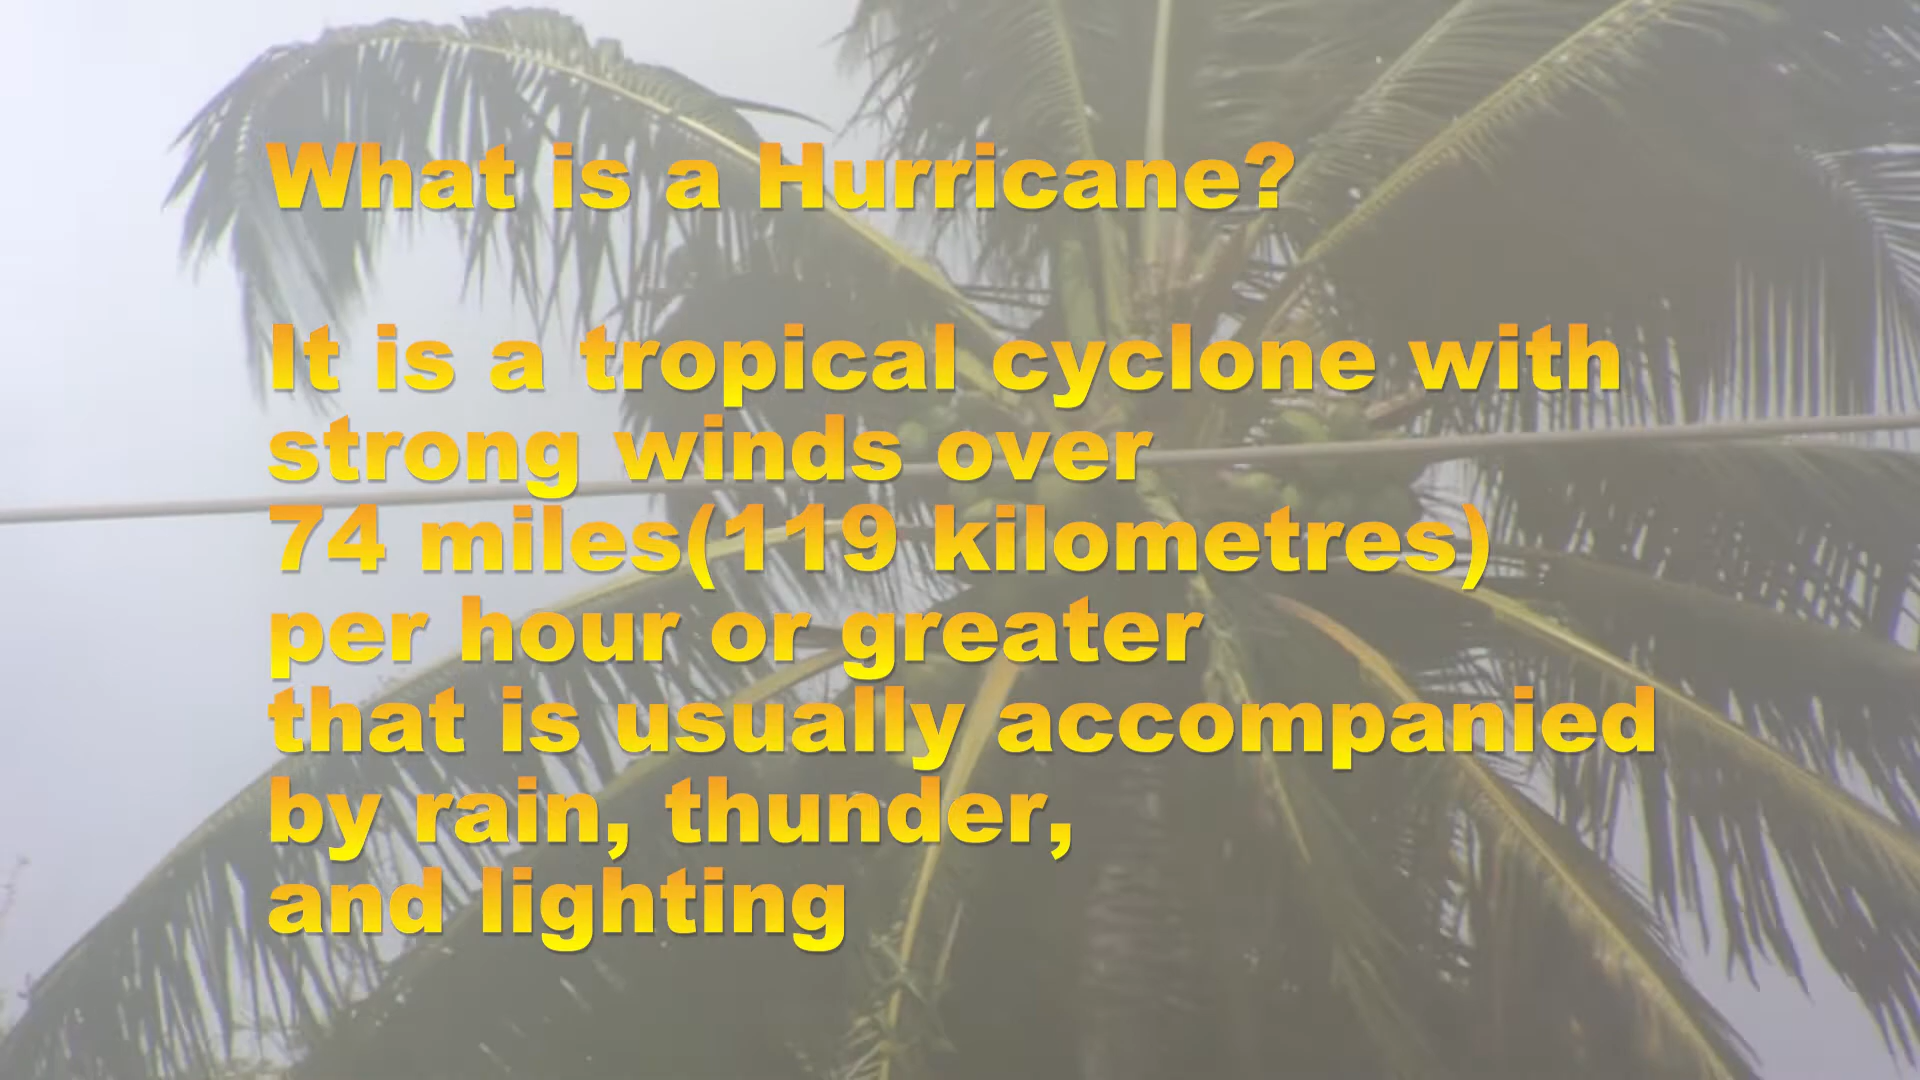 What is a Hurricane?
It is a tropical cyclone with
strong winds over
74 miles(119 kilometres)
per hour or greater
that is usually accompanied
by rain, thunder,
and lighting